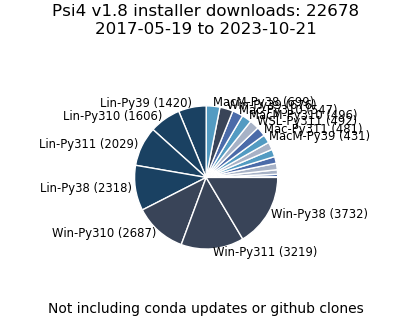 Psi4 v1.8 installer downloads: 22678
2017-05-19 to 2023-10-21
MacM-Py38
Lin-Py39 (1420)
Lin-Py310 (1606)
MacM-Py310 (496)
WSL-Py311 (492)
Mac-Py311 (481)
MacM-Py39 (431)
Lin-Py311 (2029)
Lin-Py38 (2318)
Win-Py38 (3732)
Win-Py310 (2687)
Win-Py311 (3219)
Not including conda updates or github clones